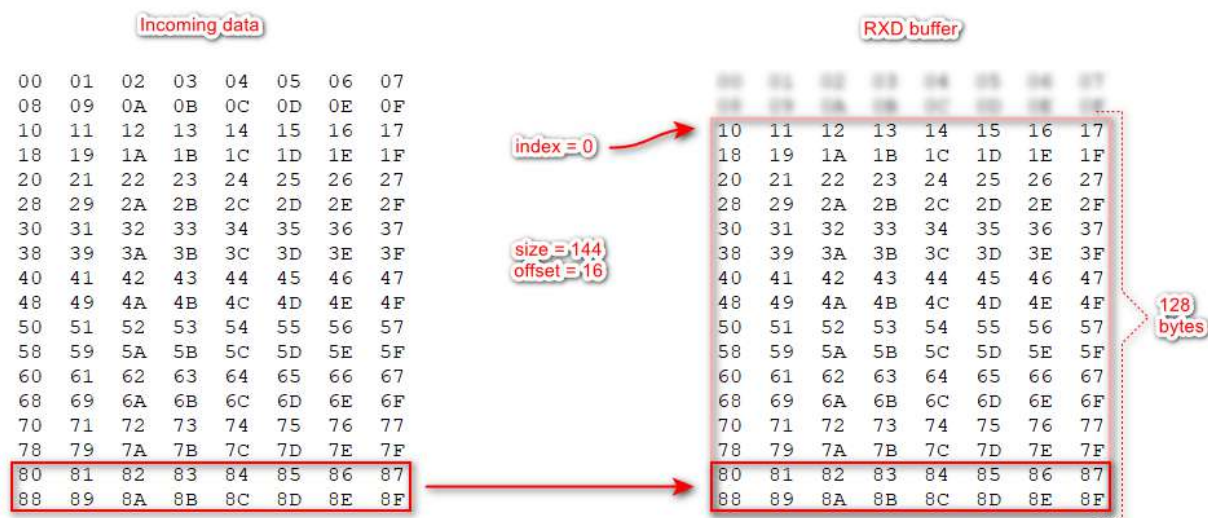 Incoming data
RXD buffer
00 01 02 03 04 05 06 07
08 09 0A 0B 0C 0D 0E 0F
10 11 12 13 14 15 16 17
18 19 1A 1B 1C 1D 1E 1F
20 21 22 23 24 25 26 27
28 29 2A 2B 2C 2D 2E 2F
30 31 32 33 34 35 36 37
38 39 3A 3B 3C 3D 3E 3F
40 41 42 43 44 45 46 47
48 49 4A 4B 4C 4D 4E 4F
50 51 52 53 54 55 56 57
58 59 5A 5B 5C 5D 5E 5F
60 61 62 63 64 65 66 67
68 69 6A 6B 6C 6D 6E 6F
70 71 72 73 74 75 76 77
78 79 7A 7B 7C 7D 7E 7F
80 81 82 83 84 85 86 87
88 89 8A 8B 8C 8D 8E 8F
index = 0
size = 144
offset = 16
10 11 12 13 14 15 16 17
18 19 1A 1B 1C 1D 1E 1F
20 21 22 23 24 25 26 27
28 29 2A 2B 2C 2D 2E 2F
30 31 32 33 34 35 36 37
38 39 3A 3B 3C 3D 3E 3F
40 41 42 43 44 45 46 47
48 49 4A 4B 4C 4D 4E 4F
50 51 52 53 54 55 56 57
58 59 5A 5B 5C 5D 5E 5F
60 61 62 63 64 65 66 67
68 69 6A 6B 6C 6D 6E 6F
70 71 72 73 74 75 76 77
78 79 7A 7B 7C 7D 7E 7F
80 81 82 83 84 85 86 87
88 89 8A 8B 8C 8D 8E 8F
128
bytes